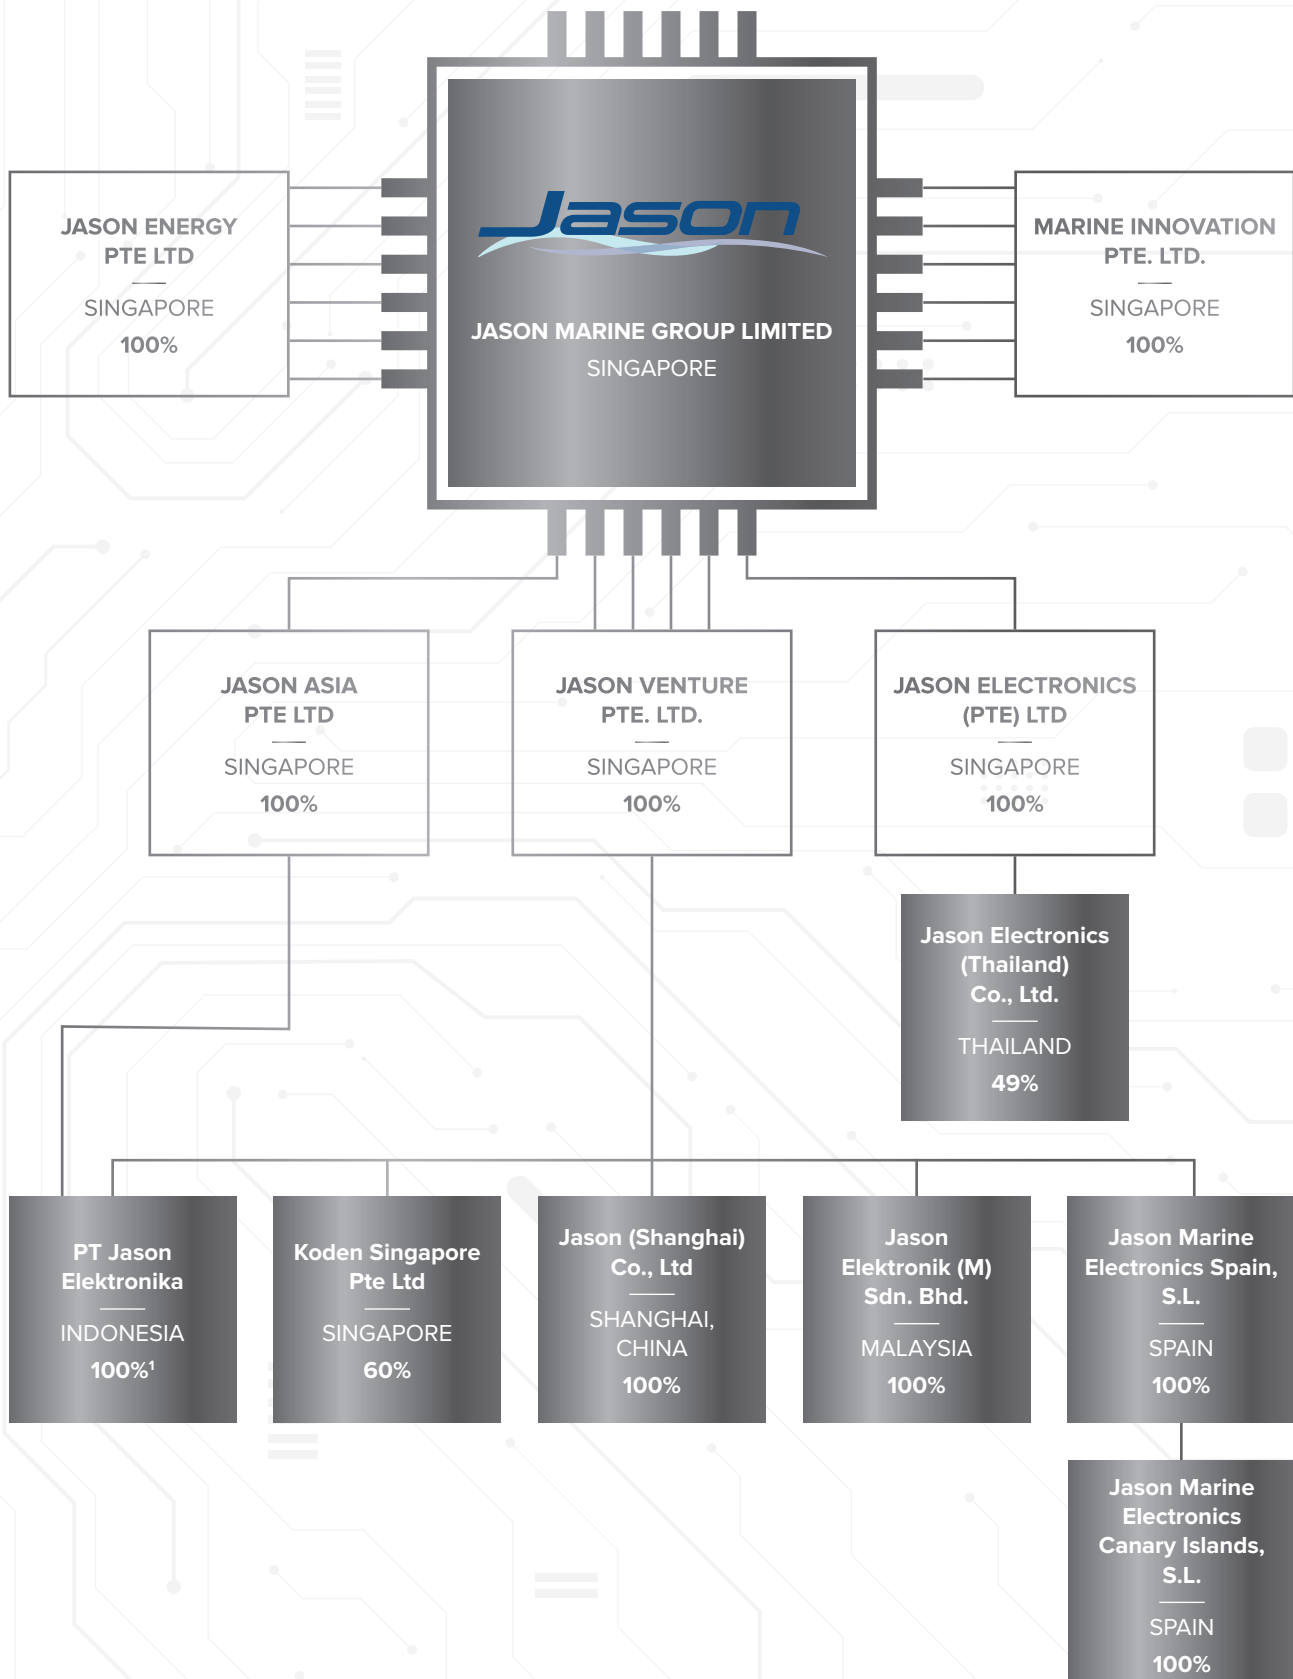 Jason
JASON MARINE GROUP LIMITED
SINGAPORE
JASON ENERGY
PTE LTD
SINGAPORE
100%
MARINE INNOVATION
PTE. LTD.
SINGAPORE
100%
JASON ASIA
PTE LTD
SINGAPORE
100%
JASON VENTURE
PTE. LTD.
SINGAPORE
100%
JASON ELECTRONICS
(PTE) LTD
SINGAPORE
100%
Jason Electronics
(Thailand)
Co., Ltd.
THAILAND
49%
PT Jason
Elektronika
INDONESIA
100%¹
Koden Singapore
Pte Ltd
SINGAPORE
60%
Jason (Shanghai)
Co., Ltd
SHANGHAI,
CHINA
100%
Jason
Elektronik (M)
Sdn. Bhd.
MALAYSIA
100%
Jason Marine
Electronics Spain,
S.L.
SPAIN
100%
Jason Marine
Electronics
Canary Islands,
S.L.
SPAIN
100%